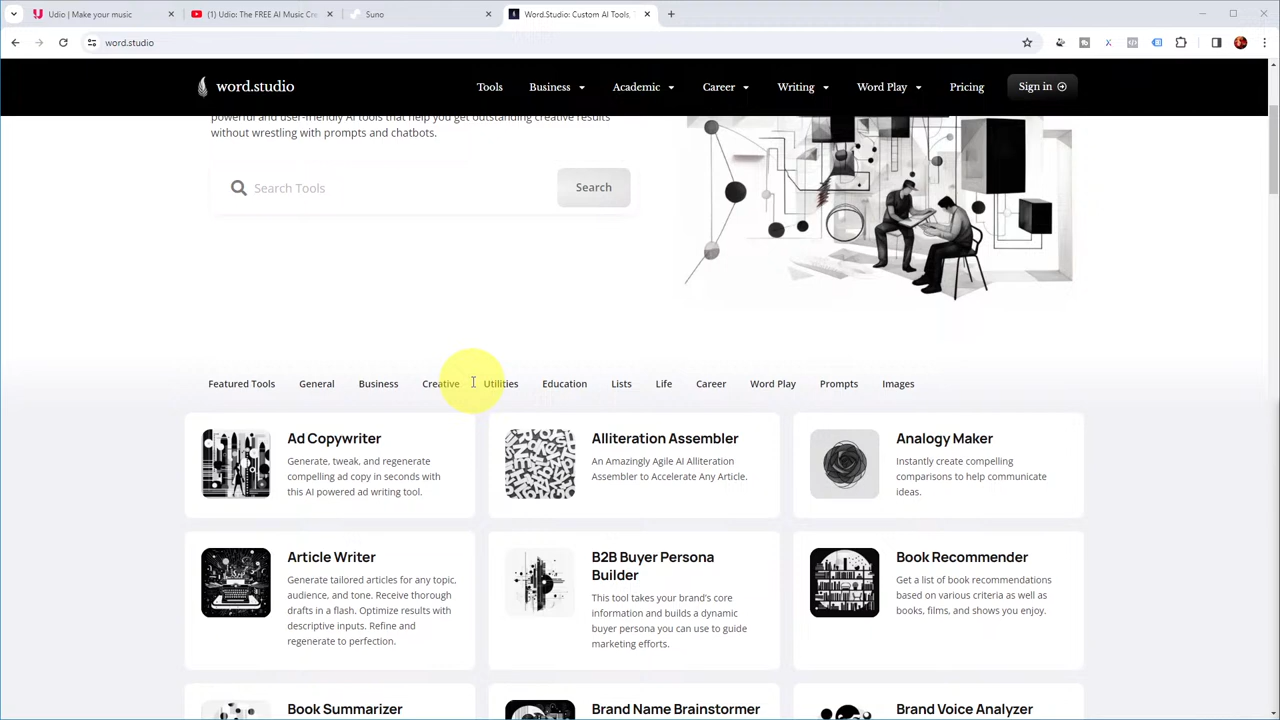 Udio | Make your music
(1) Udio: The FREE AI Music Cre
Suno
Word.Studio: Custom AI Tools, T
word.studio
word.studio
Tools
Business
Academic
Career
Writing
Word Play
Pricing
Sign in
powerful and user-friendly AI tools that help you get outstanding creative results
without wrestling with prompts and chatbots.
Search Tools
Search
Featured Tools
General
Business
Creative
Utilities
Education
Lists
Life
Career
Word Play
Prompts
Images
Ad Copywriter
Generate, tweak, and regenerate
compelling ad copy in seconds with
this AI powered ad writing tool.
Alliteration Assembler
An Amazingly Agile AI Alliteration
Assembler to Accelerate Any Article.
Analogy Maker
Instantly create compelling
comparisons to help communicate
ideas.
Article Writer
Generate tailored articles for any topic,
audience, and tone. Receive thorough
drafts in a flash. Optimize results with
descriptive inputs. Refine and
regenerate to perfection.
B2B Buyer Persona
Builder
This tool takes your brand's core
information and builds a dynamic
buyer persona you can use to guide
marketing efforts.
Book Recommender
Get a list of book recommendations
based on various criteria as well as
books, films, and shows you enjoy.
Book Summarizer
Brand Name Brainstormer
Brand Voice Analyzer